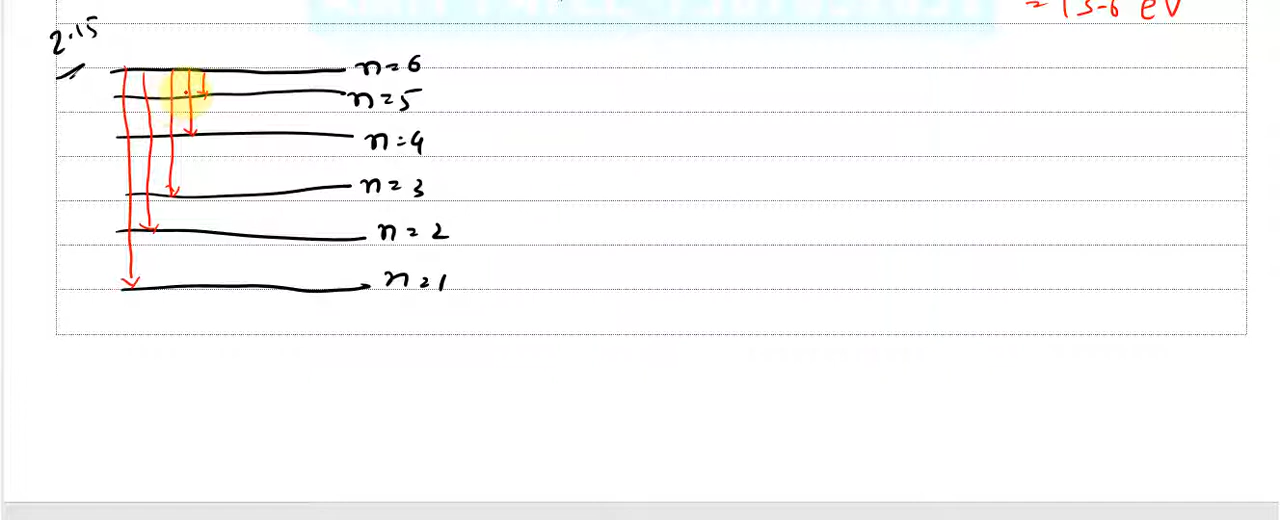 = 13.6 eV
2.15
n = 6
n = 5
n = 4
n = 3
n = 2
n = 1